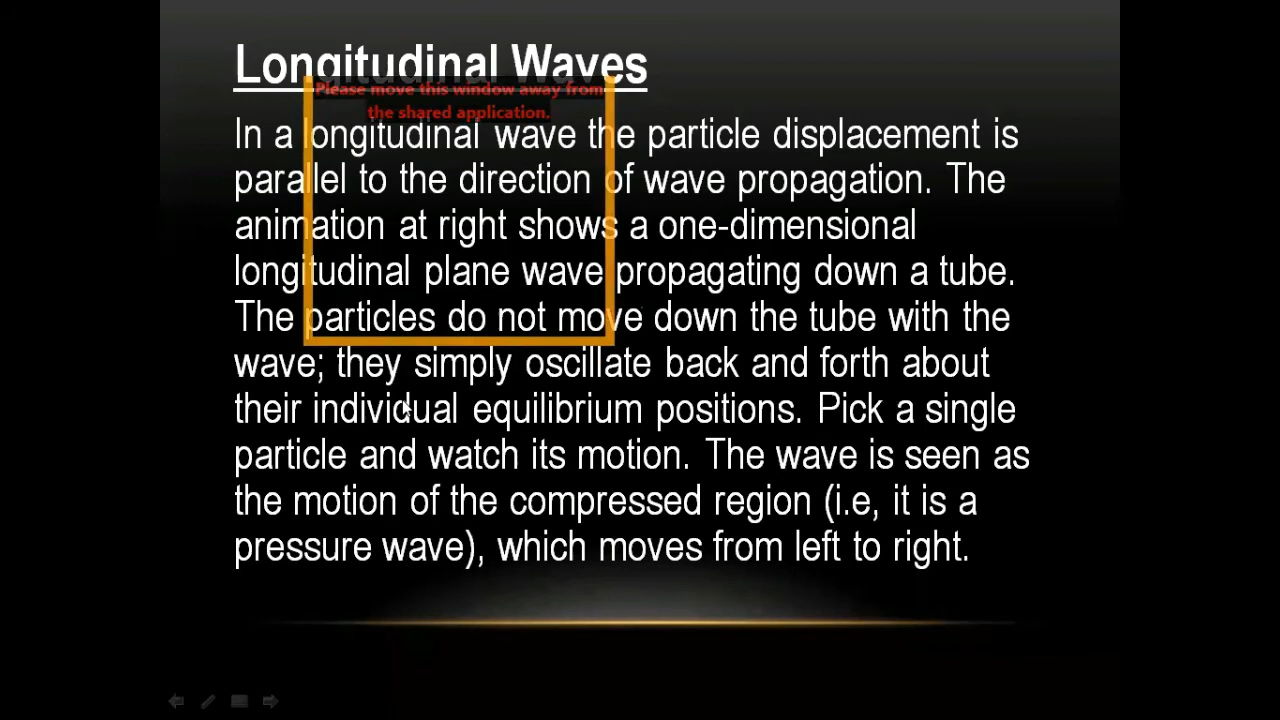 Longitudinal Waves
Please move this window away from
the shared application.
In a longitudinal wave the particle displacement is
parallel to the direction of wave propagation. The
animation at right shows a one-dimensional
longitudinal plane wave propagating down a tube.
The particles do not move down the tube with the
wave; they simply oscillate back and forth about
their individual equilibrium positions. Pick a single
particle and watch its motion. The wave is seen as
the motion of the compressed region (i.e, it is a
pressure wave), which moves from left to right.